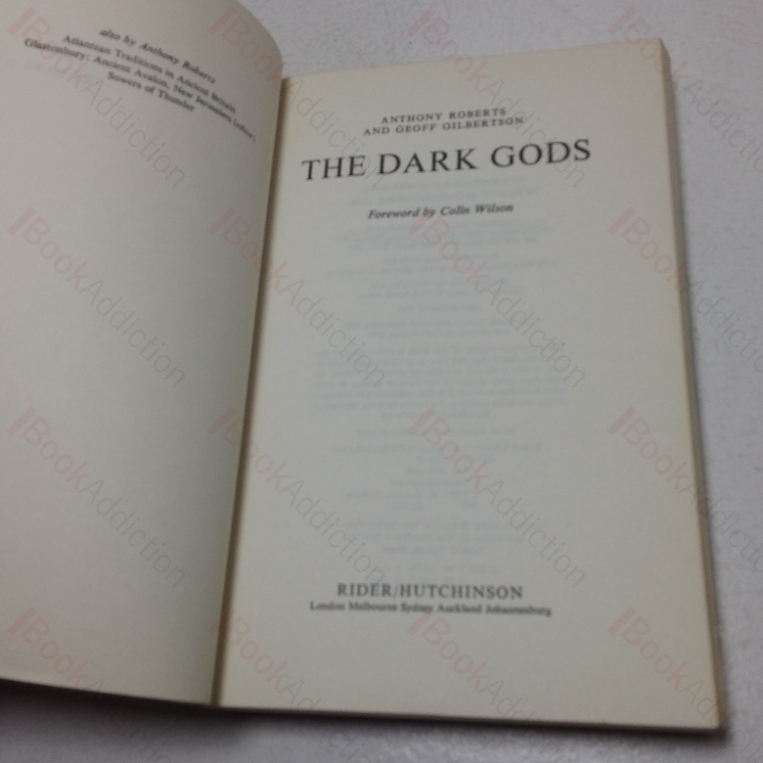 also by Anthony Roberts
Atlantean Traditions in Ancient Britain
Glastonbury: Ancient Avalon, New Jerusalem (editor)
Sowers of Thunder
ANTHONY ROBERTS
AND GEOFF GILBERTSON
THE DARK GODS
Foreword by Colin Wilson
RIDER/HUTCHINSON
London Melbourne Sydney Auckland Johannesburg
BookAddiction